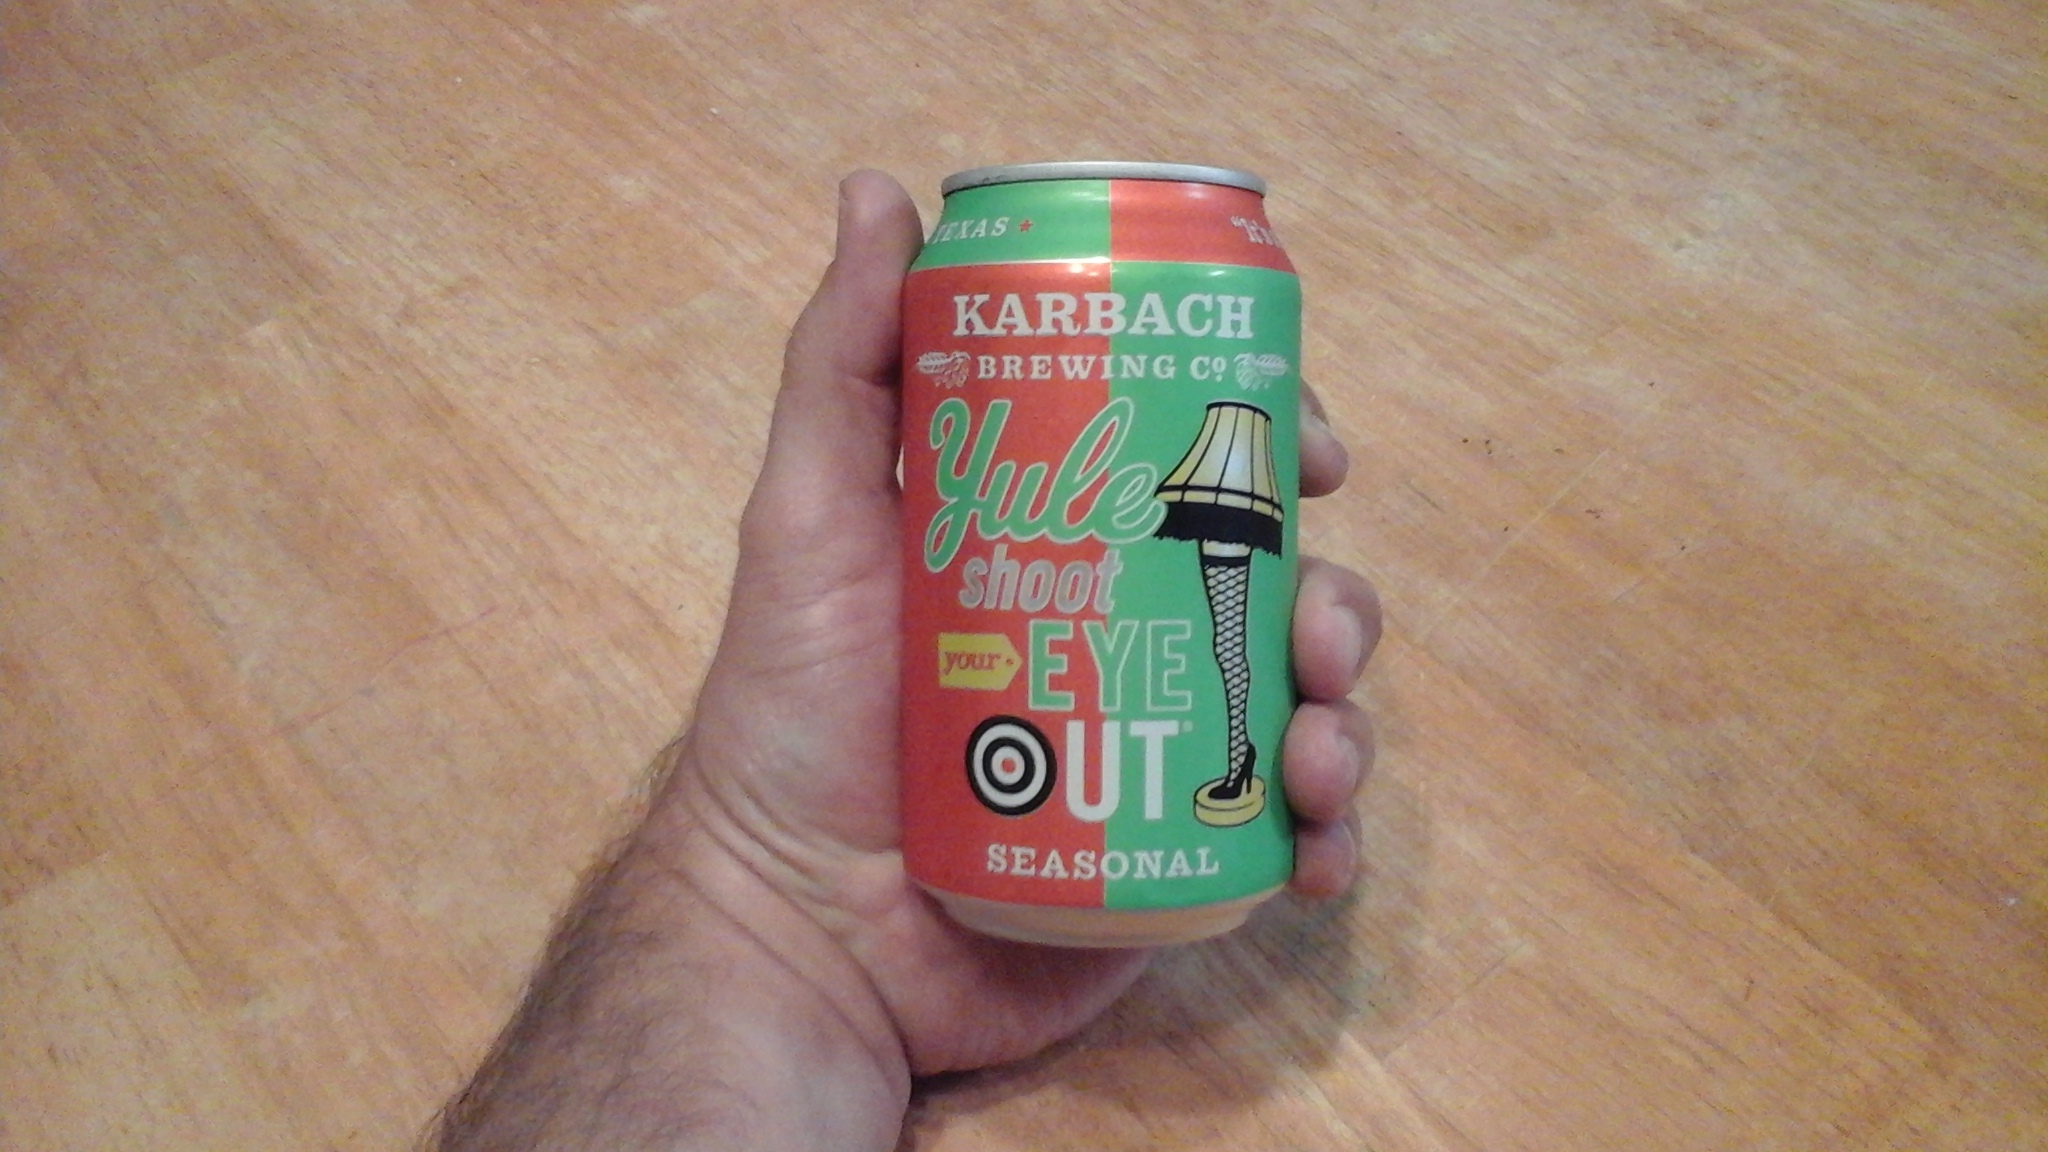 TEXAS
KARBACH
BREWING Cº
Yule
shoot
your EYE
OUT
SEASONAL